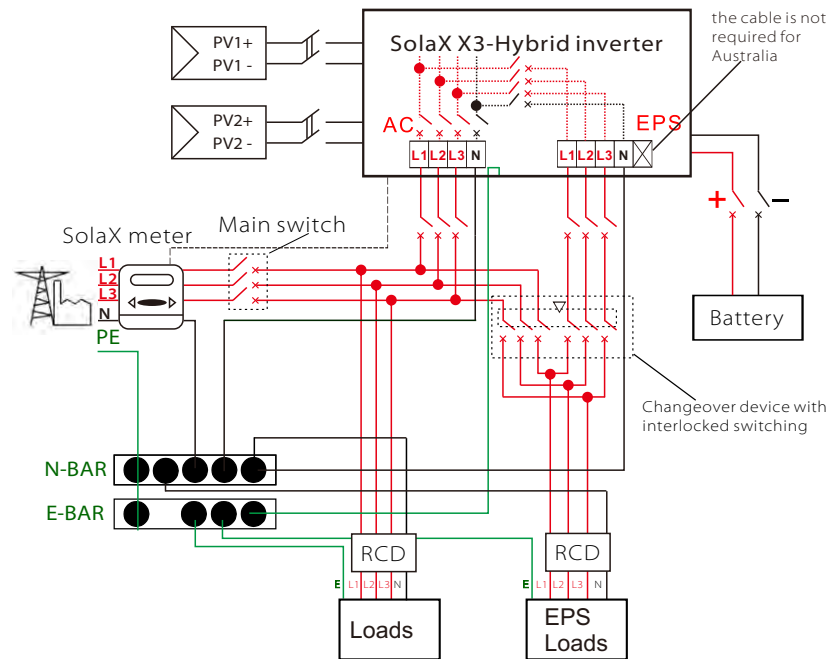 the cable is not
required for
Australia
PV1+
PV1 -
SolaX X3-Hybrid inverter
PV2+
PV2 -
AC
EPS
L1 L2 L3 N
L1 L2 L3 N
+ −
Main switch
SolaX meter
L1
L2
L3
N
PE
Battery
Changeover device with
interlocked switching
N-BAR
E-BAR
RCD
RCD
E L1 L2 L3 N
E L1 L2 L3 N
Loads
EPS
Loads